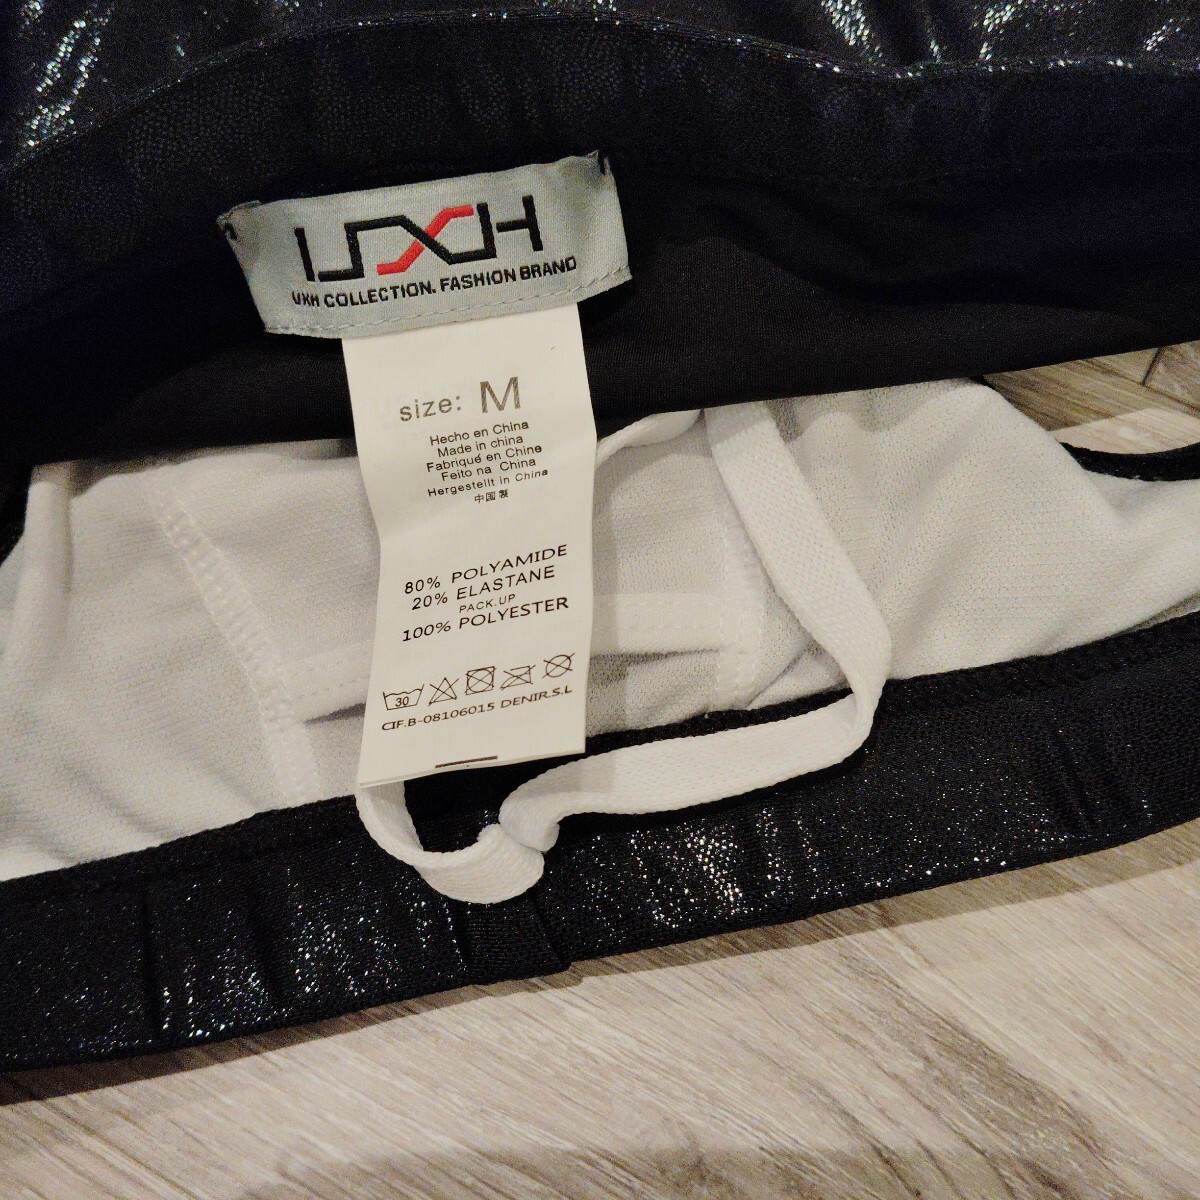 UXH
UXH COLLECTION. FASHION BRAND
size: M
Hecho en China
Made in china
Fabriqué en Chine
Feito na China
Hergestellt in China
中国製
80% POLYAMIDE
20% ELASTANE
PACK.UP
100% POLYESTER
30
CIF.B-08106015 DENIR.S.L